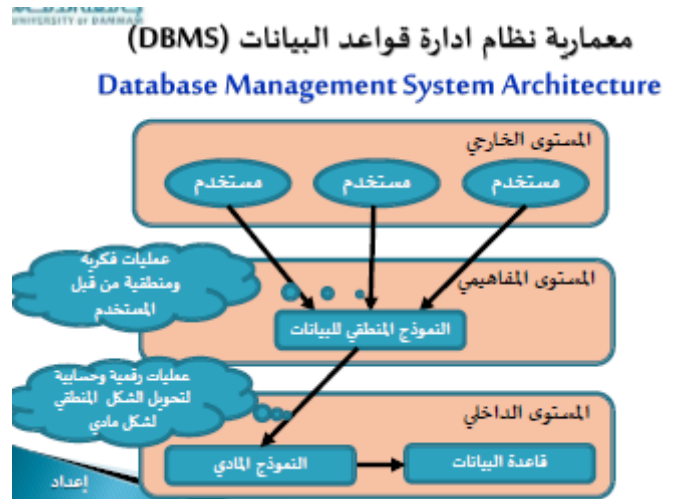 UNIVERSITY OF DAMMAM
معمارية نظام ادارة قواعد البيانات (DBMS)
Database Management System Architecture
المستوى الخارجي
مستخدم
مستخدم
مستخدم
عمليات فكرية
ومنطقية من قبل
المستخدم
المستوى المفاهيمي
النموذج المنطقي للبيانات
عمليات رقمية وحسابية
لتحويل الشكل المنطقي
لشكل مادي
المستوى الداخلي
النموذج المادي
قاعدة البيانات
إعداد